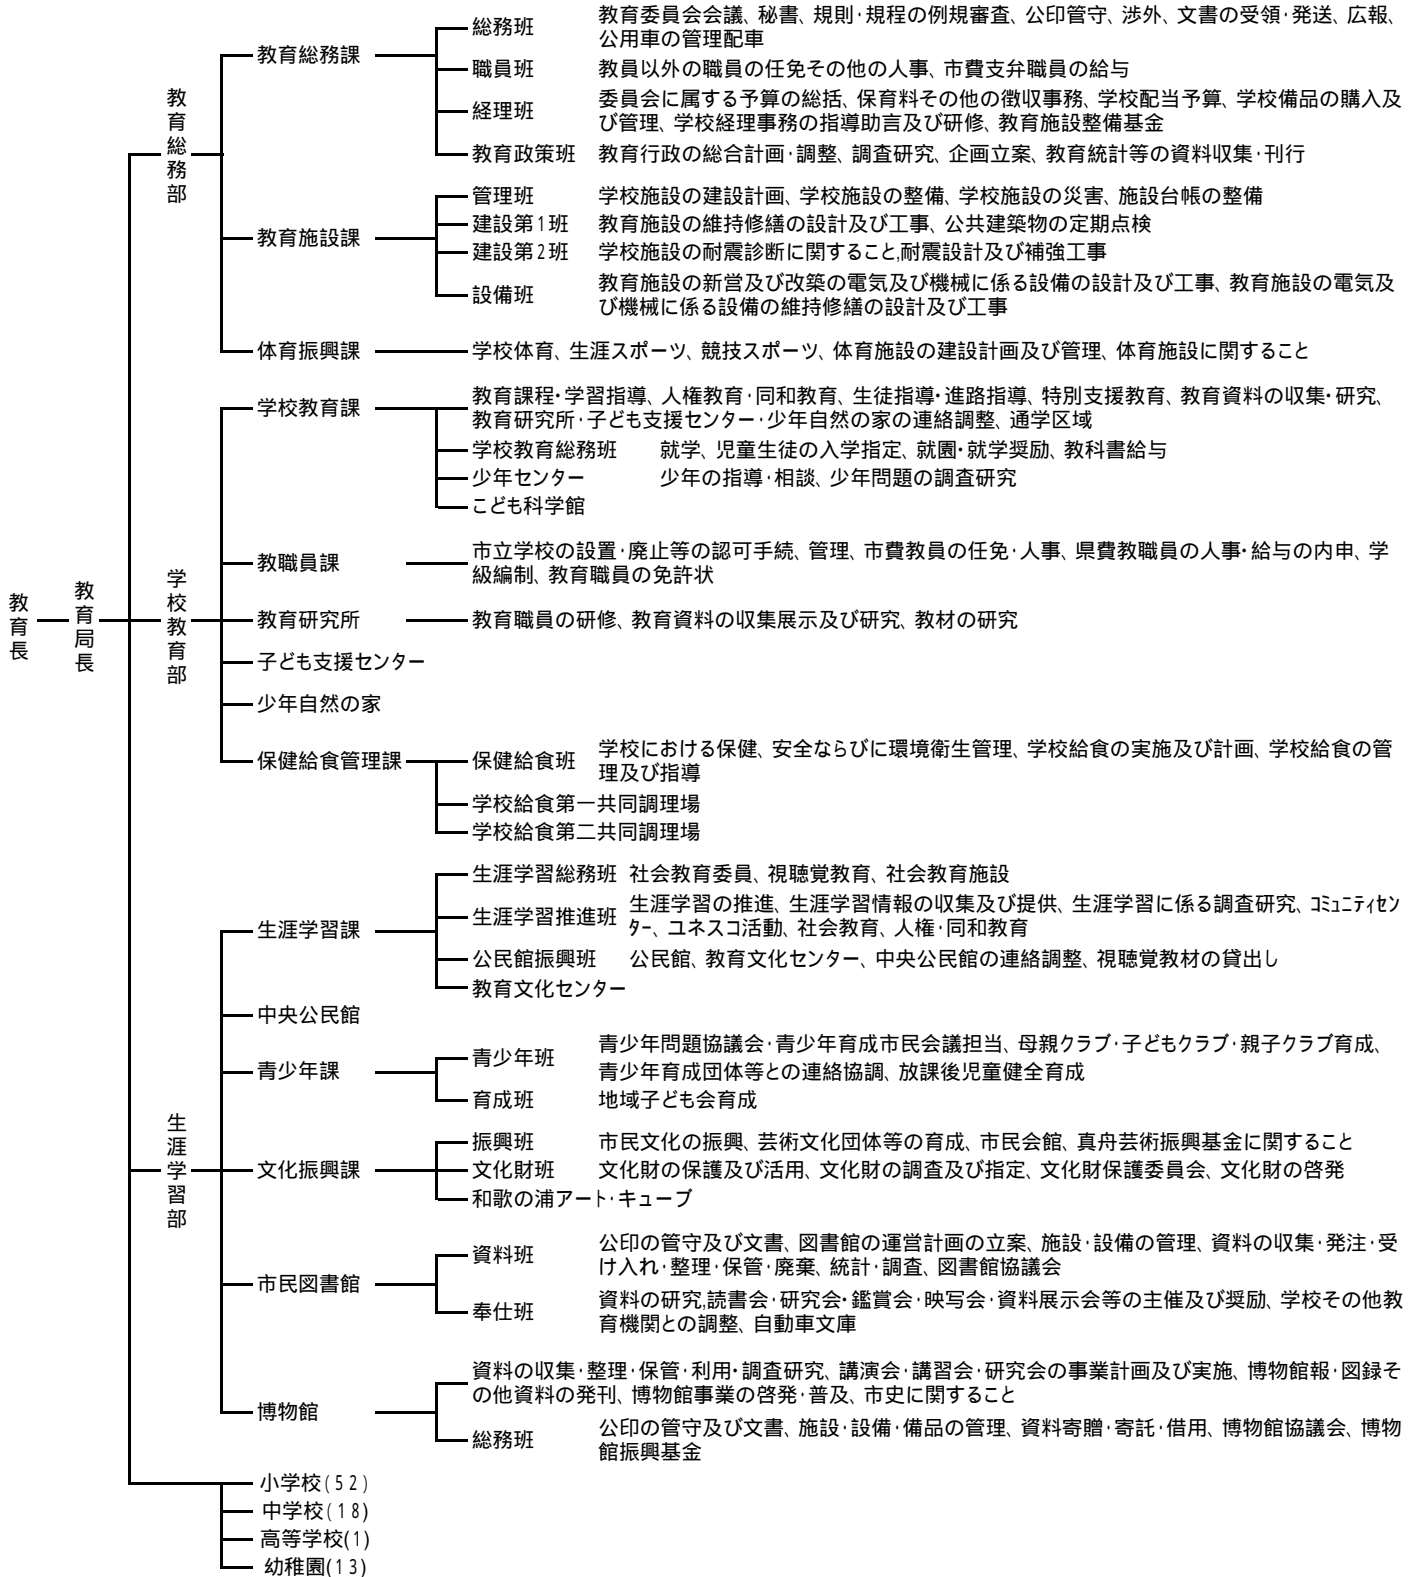 教育長
教育局長
教育総務部
教育総務課
総務班
教育委員会会議、秘書、規則・規程の例規審査、公印管守、渉外、文書の受領・発送、広報、
公用車の管理配車
職員班
教員以外の職員の任免その他の人事、市費支弁職員の給与
経理班
委員会に属する予算の総括、保育料その他の徴収事務、学校配当予算、学校備品の購入及
び管理、学校経理事務の指導助言及び研修、教育施設整備基金
教育政策班
教育行政の総合計画・調整、調査研究、企画立案、教育統計等の資料収集・刊行
教育施設課
管理班
学校施設の建設計画、学校施設の整備、学校施設の災害、施設台帳の整備
建設第1班
教育施設の維持修繕の設計及び工事、公共建築物の定期点検
建設第2班
学校施設の耐震診断に関すること,耐震設計及び補強工事
設備班
教育施設の新営及び改築の電気及び機械に係る設備の設計及び工事、教育施設の電気及
び機械に係る設備の維持修繕の設計及び工事
体育振興課
学校体育、生涯スポーツ、競技スポーツ、体育施設の建設計画及び管理、体育施設に関すること
学校教育部
学校教育課
教育課程・学習指導、人権教育・同和教育、生徒指導・進路指導、特別支援教育、教育資料の収集・研究、
教育研究所・子ども支援センター・少年自然の家の連絡調整、通学区域
学校教育総務班
就学、児童生徒の入学指定、就園・就学奨励、教科書給与
少年センター
少年の指導・相談、少年問題の調査研究
こども科学館
教職員課
市立学校の設置・廃止等の認可手続、管理、市費教員の任免・人事、県費教職員の人事・給与の内申、学
級編制、教育職員の免許状
教育研究所
教育職員の研修、教育資料の収集展示及び研究、教材の研究
子ども支援センター
少年自然の家
保健給食管理課
保健給食班
学校における保健、安全ならびに環境衛生管理、学校給食の実施及び計画、学校給食の管
理及び指導
学校給食第一共同調理場
学校給食第二共同調理場
生涯学習部
生涯学習課
生涯学習総務班
社会教育委員、視聴覚教育、社会教育施設
生涯学習推進班
生涯学習の推進、生涯学習情報の収集及び提供、生涯学習に係る調査研究、コミュニティセン
ター、ユネスコ活動、社会教育、人権・同和教育
公民館振興班
公民館、教育文化センター、中央公民館の連絡調整、視聴覚教材の貸出し
教育文化センター
中央公民館
青少年課
青少年班
青少年問題協議会・青少年育成市民会議担当、母親クラブ・子どもクラブ・親子クラブ育成、
青少年育成団体等との連絡協調、放課後児童健全育成
育成班
地域子ども会育成
文化振興課
振興班
市民文化の振興、芸術文化団体等の育成、市民会館、真舟芸術振興基金に関すること
文化財班
文化財の保護及び活用、文化財の調査及び指定、文化財保護委員会、文化財の啓発
和歌の浦アート・キューブ
市民図書館
資料班
公印の管守及び文書、図書館の運営計画の立案、施設・設備の管理、資料の収集・発注・受
け入れ・整理・保管・廃棄、統計・調査、図書館協議会
奉仕班
資料の研究,読書会・研究会・鑑賞会・映写会・資料展示会等の主催及び奨励、学校その他教
育機関との調整、自動車文庫
博物館
資料の収集・整理・保管・利用・調査研究、講演会・講習会・研究会の事業計画及び実施、博物館報・図録そ
の他資料の発刊、博物館事業の啓発・普及、市史に関すること
総務班
公印の管守及び文書、施設・設備・備品の管理、資料寄贈・寄託・借用、博物館協議会、博物
館振興基金
小学校(52)
中学校(18)
高等学校(1)
幼稚園(13)